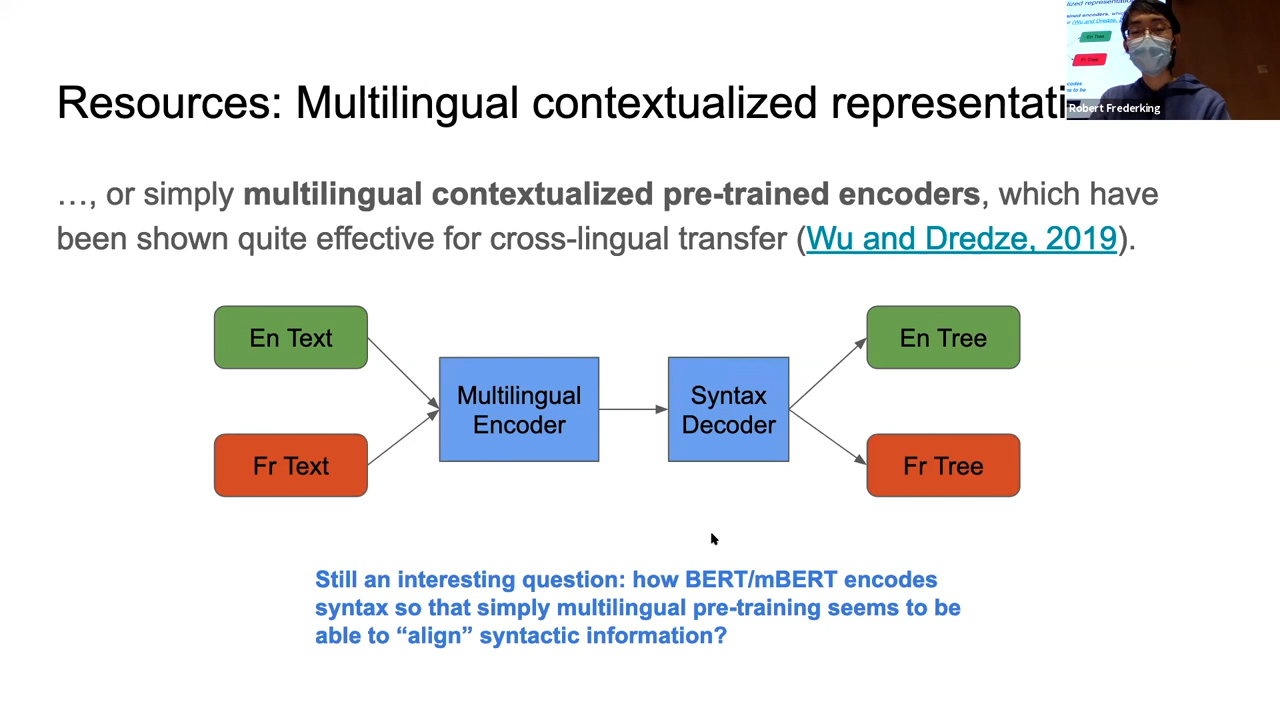 Resources: Multilingual contextualized representati
Robert Frederking
…, or simply multilingual contextualized pre-trained encoders, which have
been shown quite effective for cross-lingual transfer (Wu and Dredze, 2019).
En Text
Fr Text
Multilingual
Encoder
Syntax
Decoder
En Tree
Fr Tree
Still an interesting question: how BERT/mBERT encodes
syntax so that simply multilingual pre-training seems to be
able to “align” syntactic information?